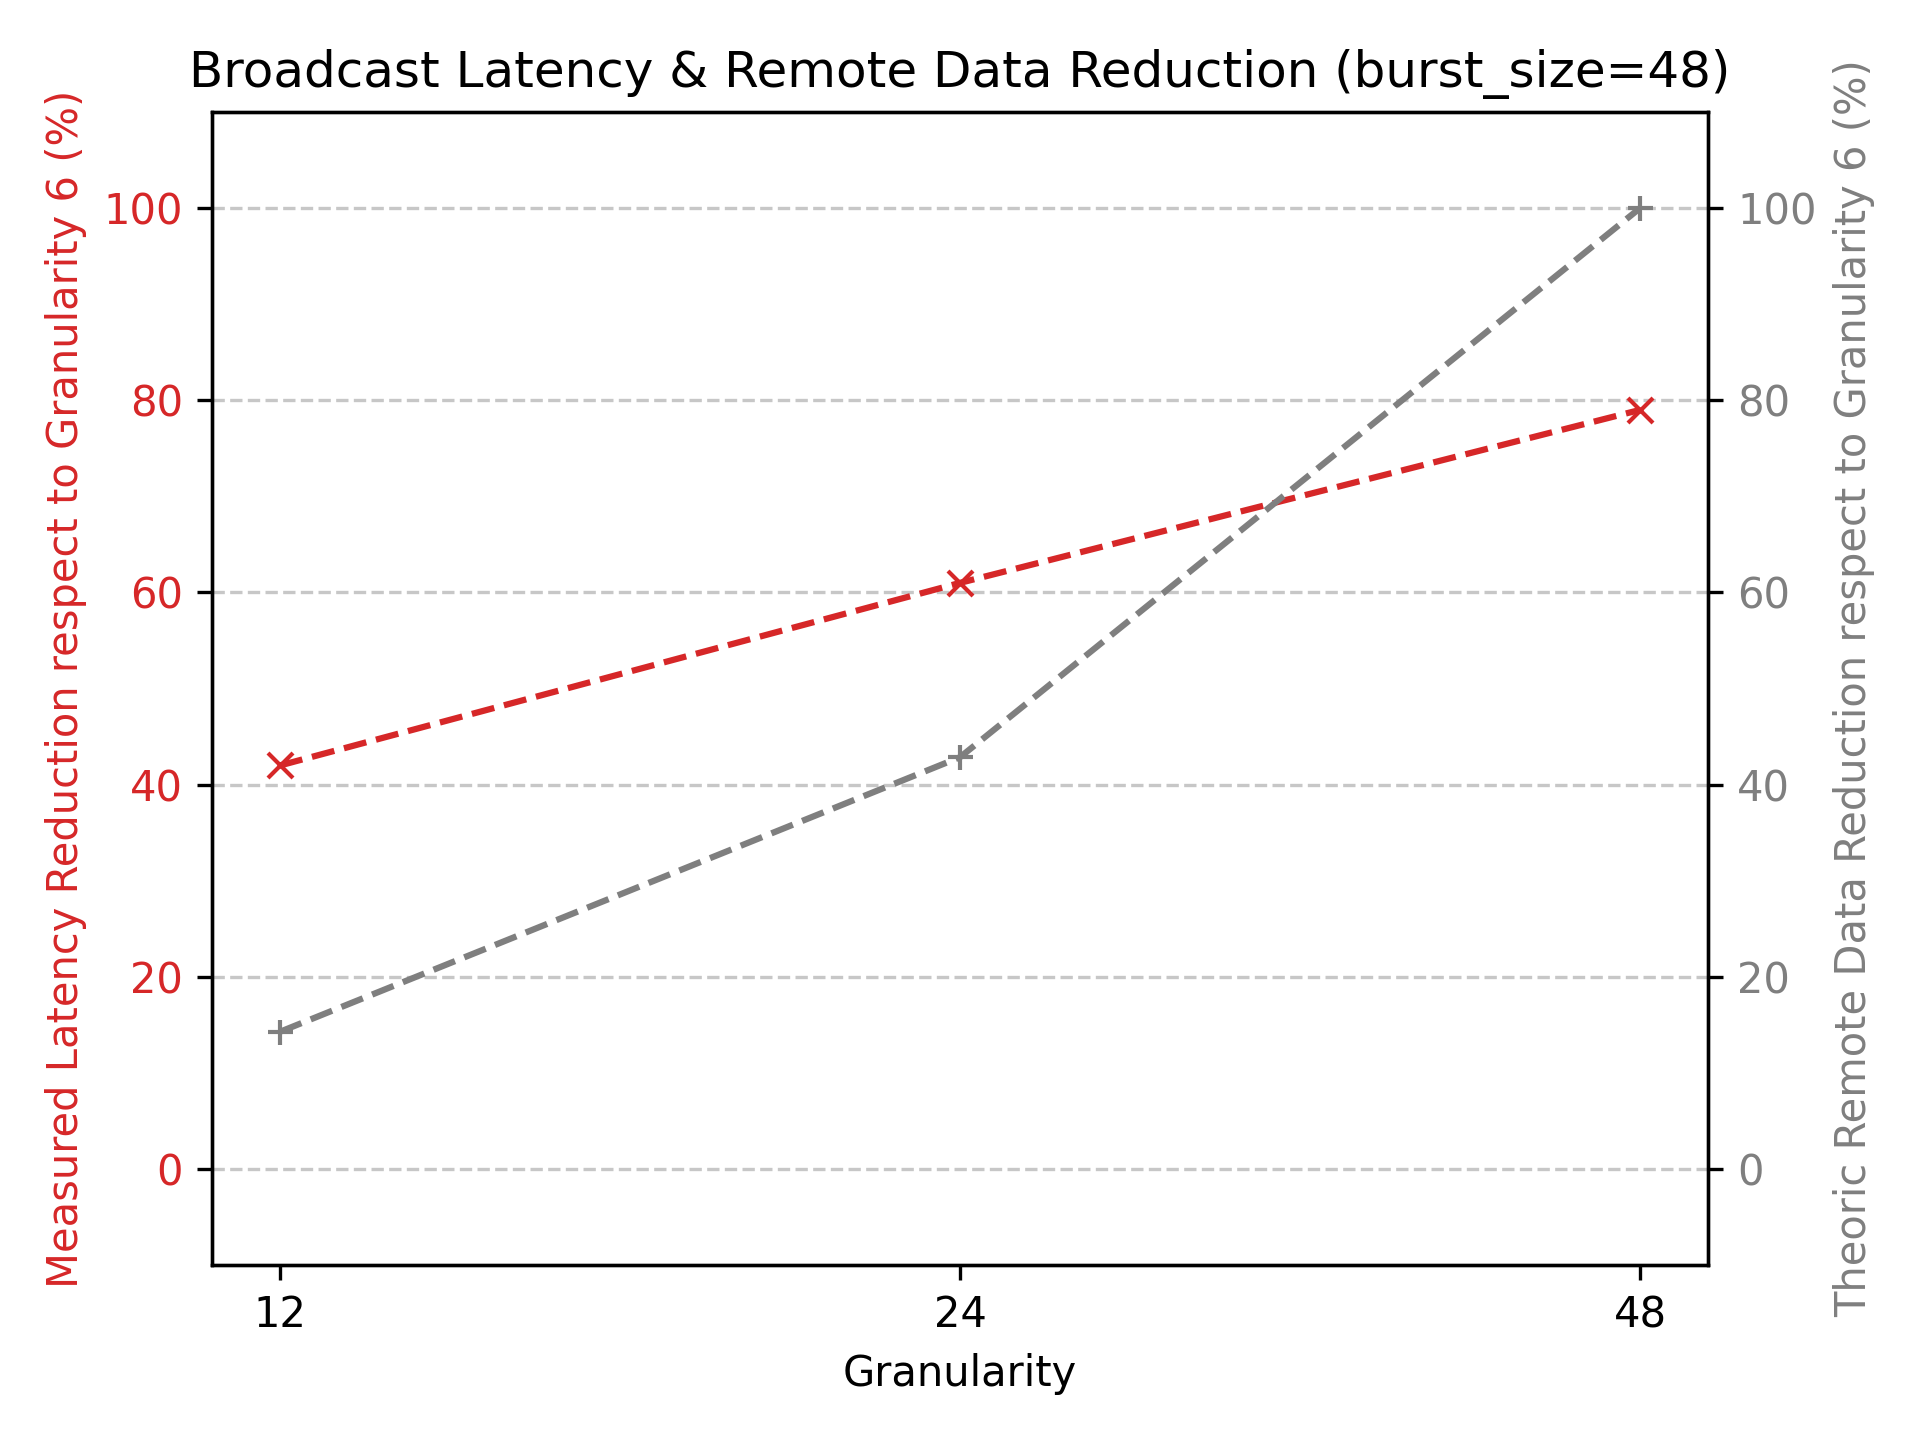 Broadcast Latency & Remote Data Reduction (burst_size=48)
Measured Latency Reduction respect to Granularity 6 (%)
100
80
60
40
20
0
100
80
60
40
20
0
Theoric Remote Data Reduction respect to Granularity 6 (%)
12 24 48
Granularity